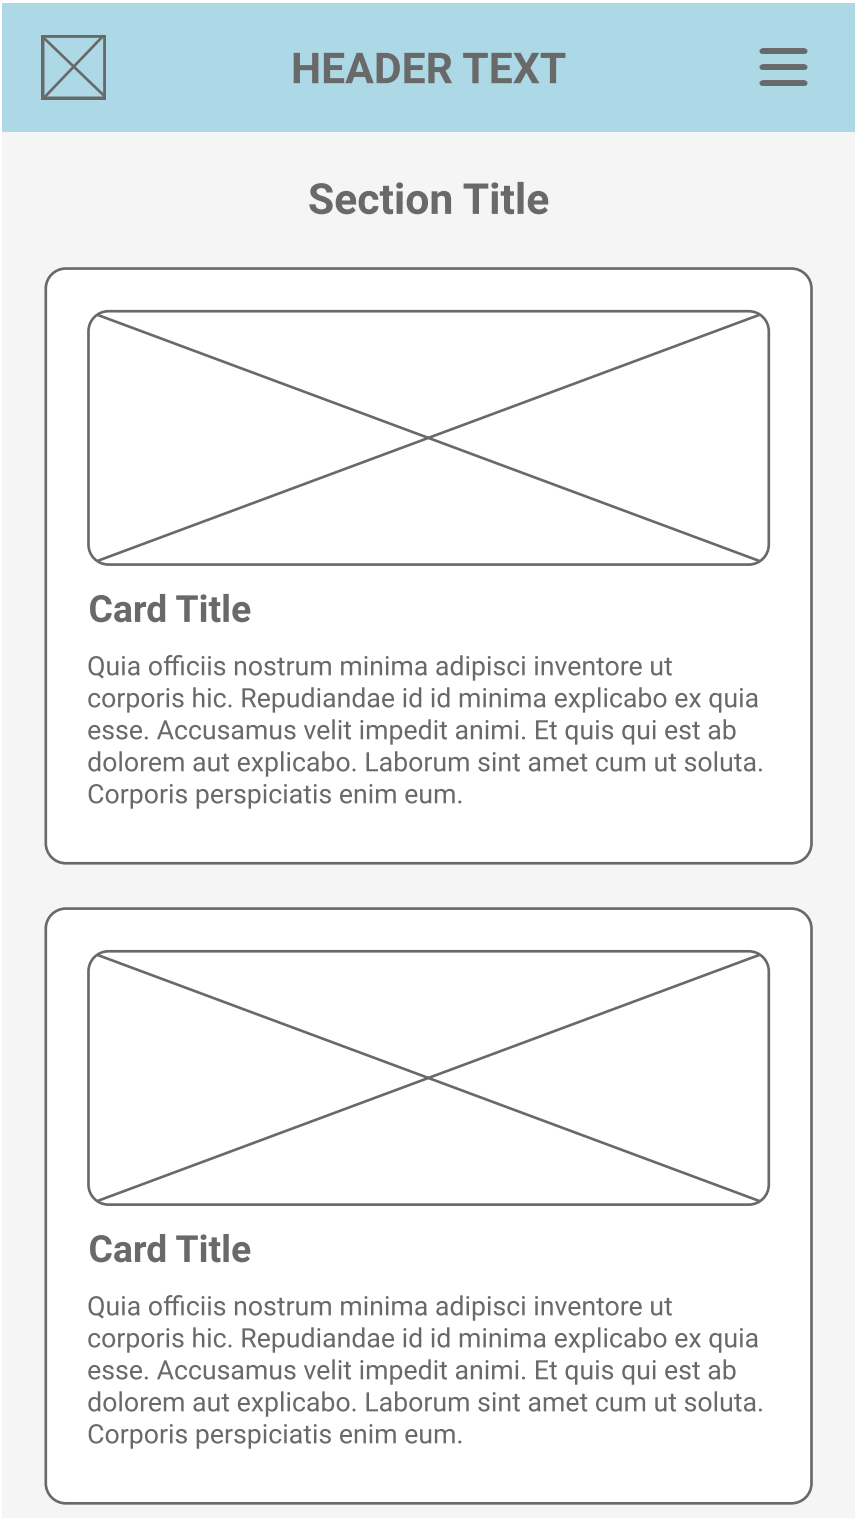 HEADER TEXT
Section Title
Card Title
Quia officiis nostrum minima adipisci inventore ut
corporis hic. Repudiandae id id minima explicabo ex quia
esse. Accusamus velit impedit animi. Et quis qui est ab
dolorem aut explicabo. Laborum sint amet cum ut soluta.
Corporis perspiciatis enim eum.
Card Title
Quia officiis nostrum minima adipisci inventore ut
corporis hic. Repudiandae id id minima explicabo ex quia
esse. Accusamus velit impedit animi. Et quis qui est ab
dolorem aut explicabo. Laborum sint amet cum ut soluta.
Corporis perspiciatis enim eum.